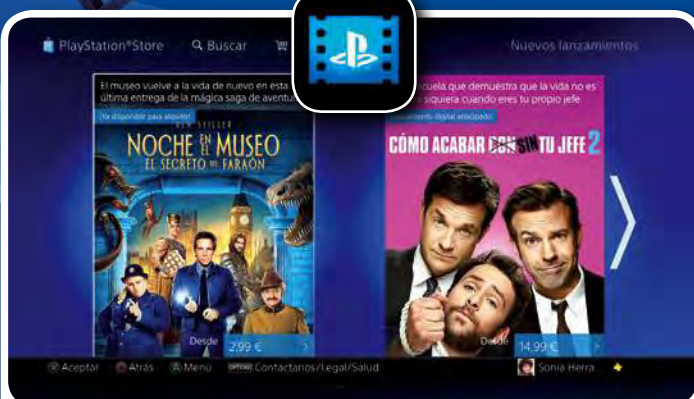 PlayStation®Store
Buscar
Nuevos lanzamientos
El museo vuelve a la vida de nuevo en esta
última entrega de la mágica saga de aventur
¡Ya disponible para alquiler!
BEN STILLER
NOCHE EN EL MUSEO
EL SECRETO DEL FARAÓN
Desde
2,99 €
cuela que demuestra que la vida no es
siquiera cuando eres tu propio jefe
digital anticipado
CÓMO ACABAR CON SIN TU JEFE 2
Desde
14,99 €
Aceptar
Atrás
Menú
OPTIONS Contáctanos/Legal/Salud
Sonia Herra